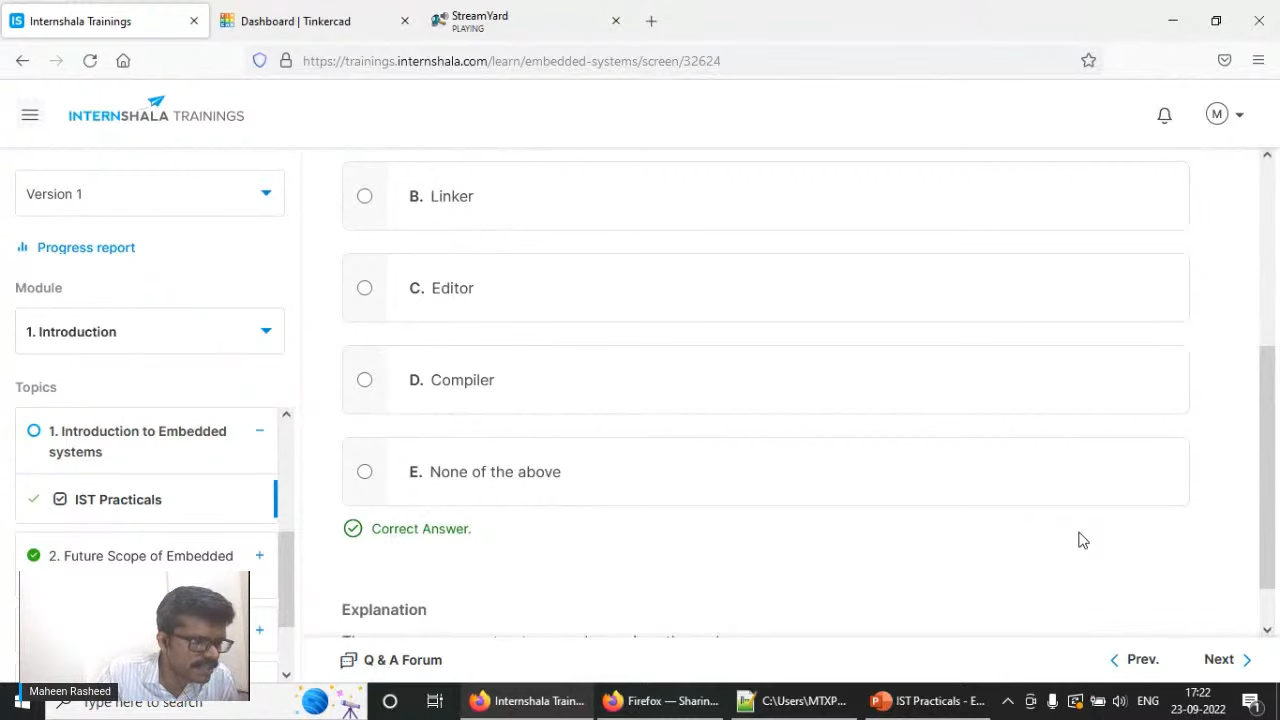 Internshala Trainings
Dashboard | Tinkercad
StreamYard
PLAYING
https://trainings.internshala.com/learn/embedded-systems/screen/32624
INTERNSHALA TRAININGS
M
Version 1
Progress report
Module
1. Introduction
Topics
1. Introduction to Embedded
systems
IST Practicals
2. Future Scope of Embedded
B. Linker
C. Editor
D. Compiler
E. None of the above
Correct Answer.
Explanation
Q & A Forum
Prev.
Next
Maheen Rasheed
Type here to search
Internshala Train...
Firefox — Sharin...
C:\Users\MTXP...
IST Practicals - E...
ENG
17:22
23-09-2022